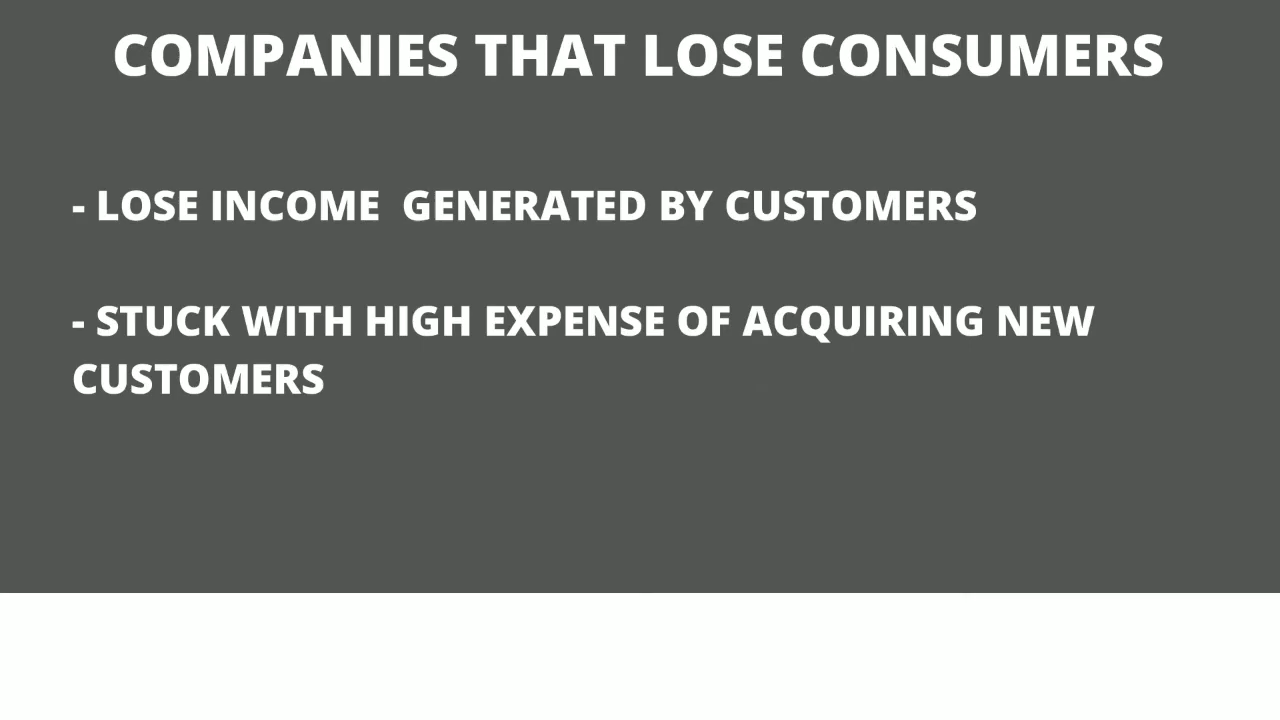 COMPANIES THAT LOSE CONSUMERS
- LOSE INCOME  GENERATED BY CUSTOMERS
- STUCK WITH HIGH EXPENSE OF ACQUIRING NEW
CUSTOMERS